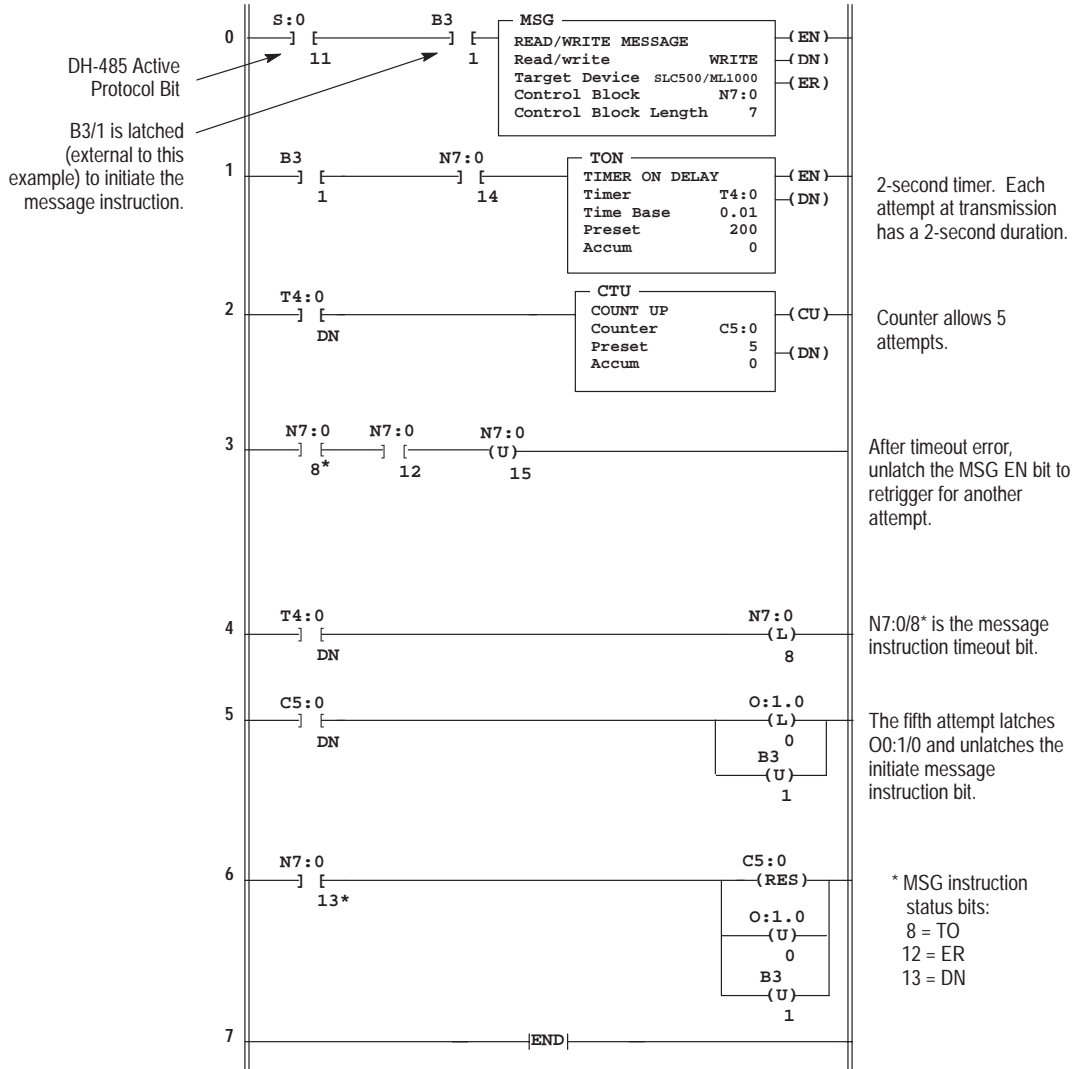 S:0 B3
0 ] [ ] [
11 1
MSG
READ/WRITE MESSAGE
Read/write WRITE
Target Device SLC500/ML1000
Control Block N7:0
Control Block Length 7
(EN)
(DN)
(ER)
DH-485 Active
Protocol Bit
B3/1 is latched
(external to this
example) to initiate the
message instruction.
B3 N7:0
1 ] [ ] [
1 14
TON
TIMER ON DELAY
Timer T4:0
Time Base 0.01
Preset 200
Accum 0
(EN)
(DN)
2-second timer. Each
attempt at transmission
has a 2-second duration.
T4:0
2 ] [
DN
CTU
COUNT UP
Counter C5:0
Preset 5
Accum 0
(CU)
(DN)
Counter allows 5
attempts.
N7:0 N7:0 N7:0
3 ] [ ] [ (U)
8* 12 15
After timeout error,
unlatch the MSG EN bit to
retrigger for another
attempt.
T4:0 N7:0
4 ] [ (L)
DN 8
N7:0/8* is the message
instruction timeout bit.
C5:0 O:1.0
5 ] [ (L)
DN 0
B3
(U)
1
The fifth attempt latches
O0:1/0 and unlatches the
initiate message
instruction bit.
N7:0 C5:0
6 ] [ (RES)
13*
O:1.0
(U)
0
B3
(U)
1
* MSG instruction
status bits:
8 = TO
12 = ER
13 = DN
7 END